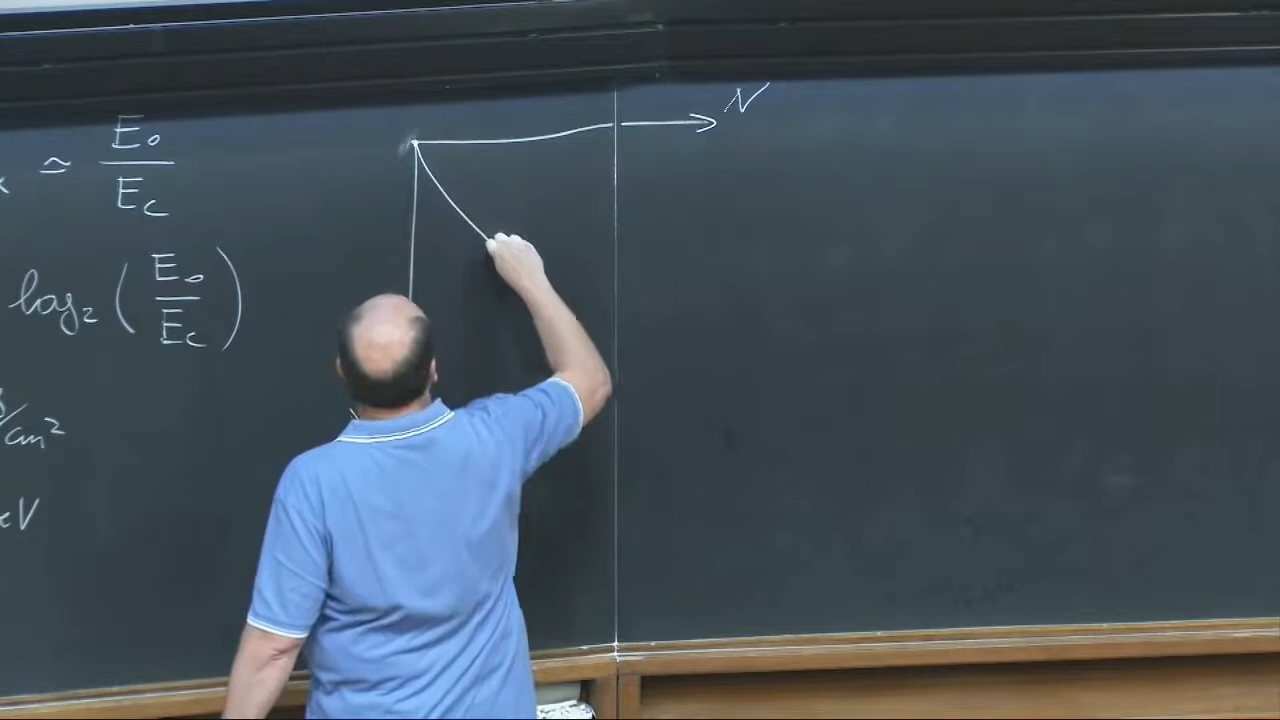 ≃ E₀/E_C
log₂ (E₀/E_C)
/cm²
eV
N